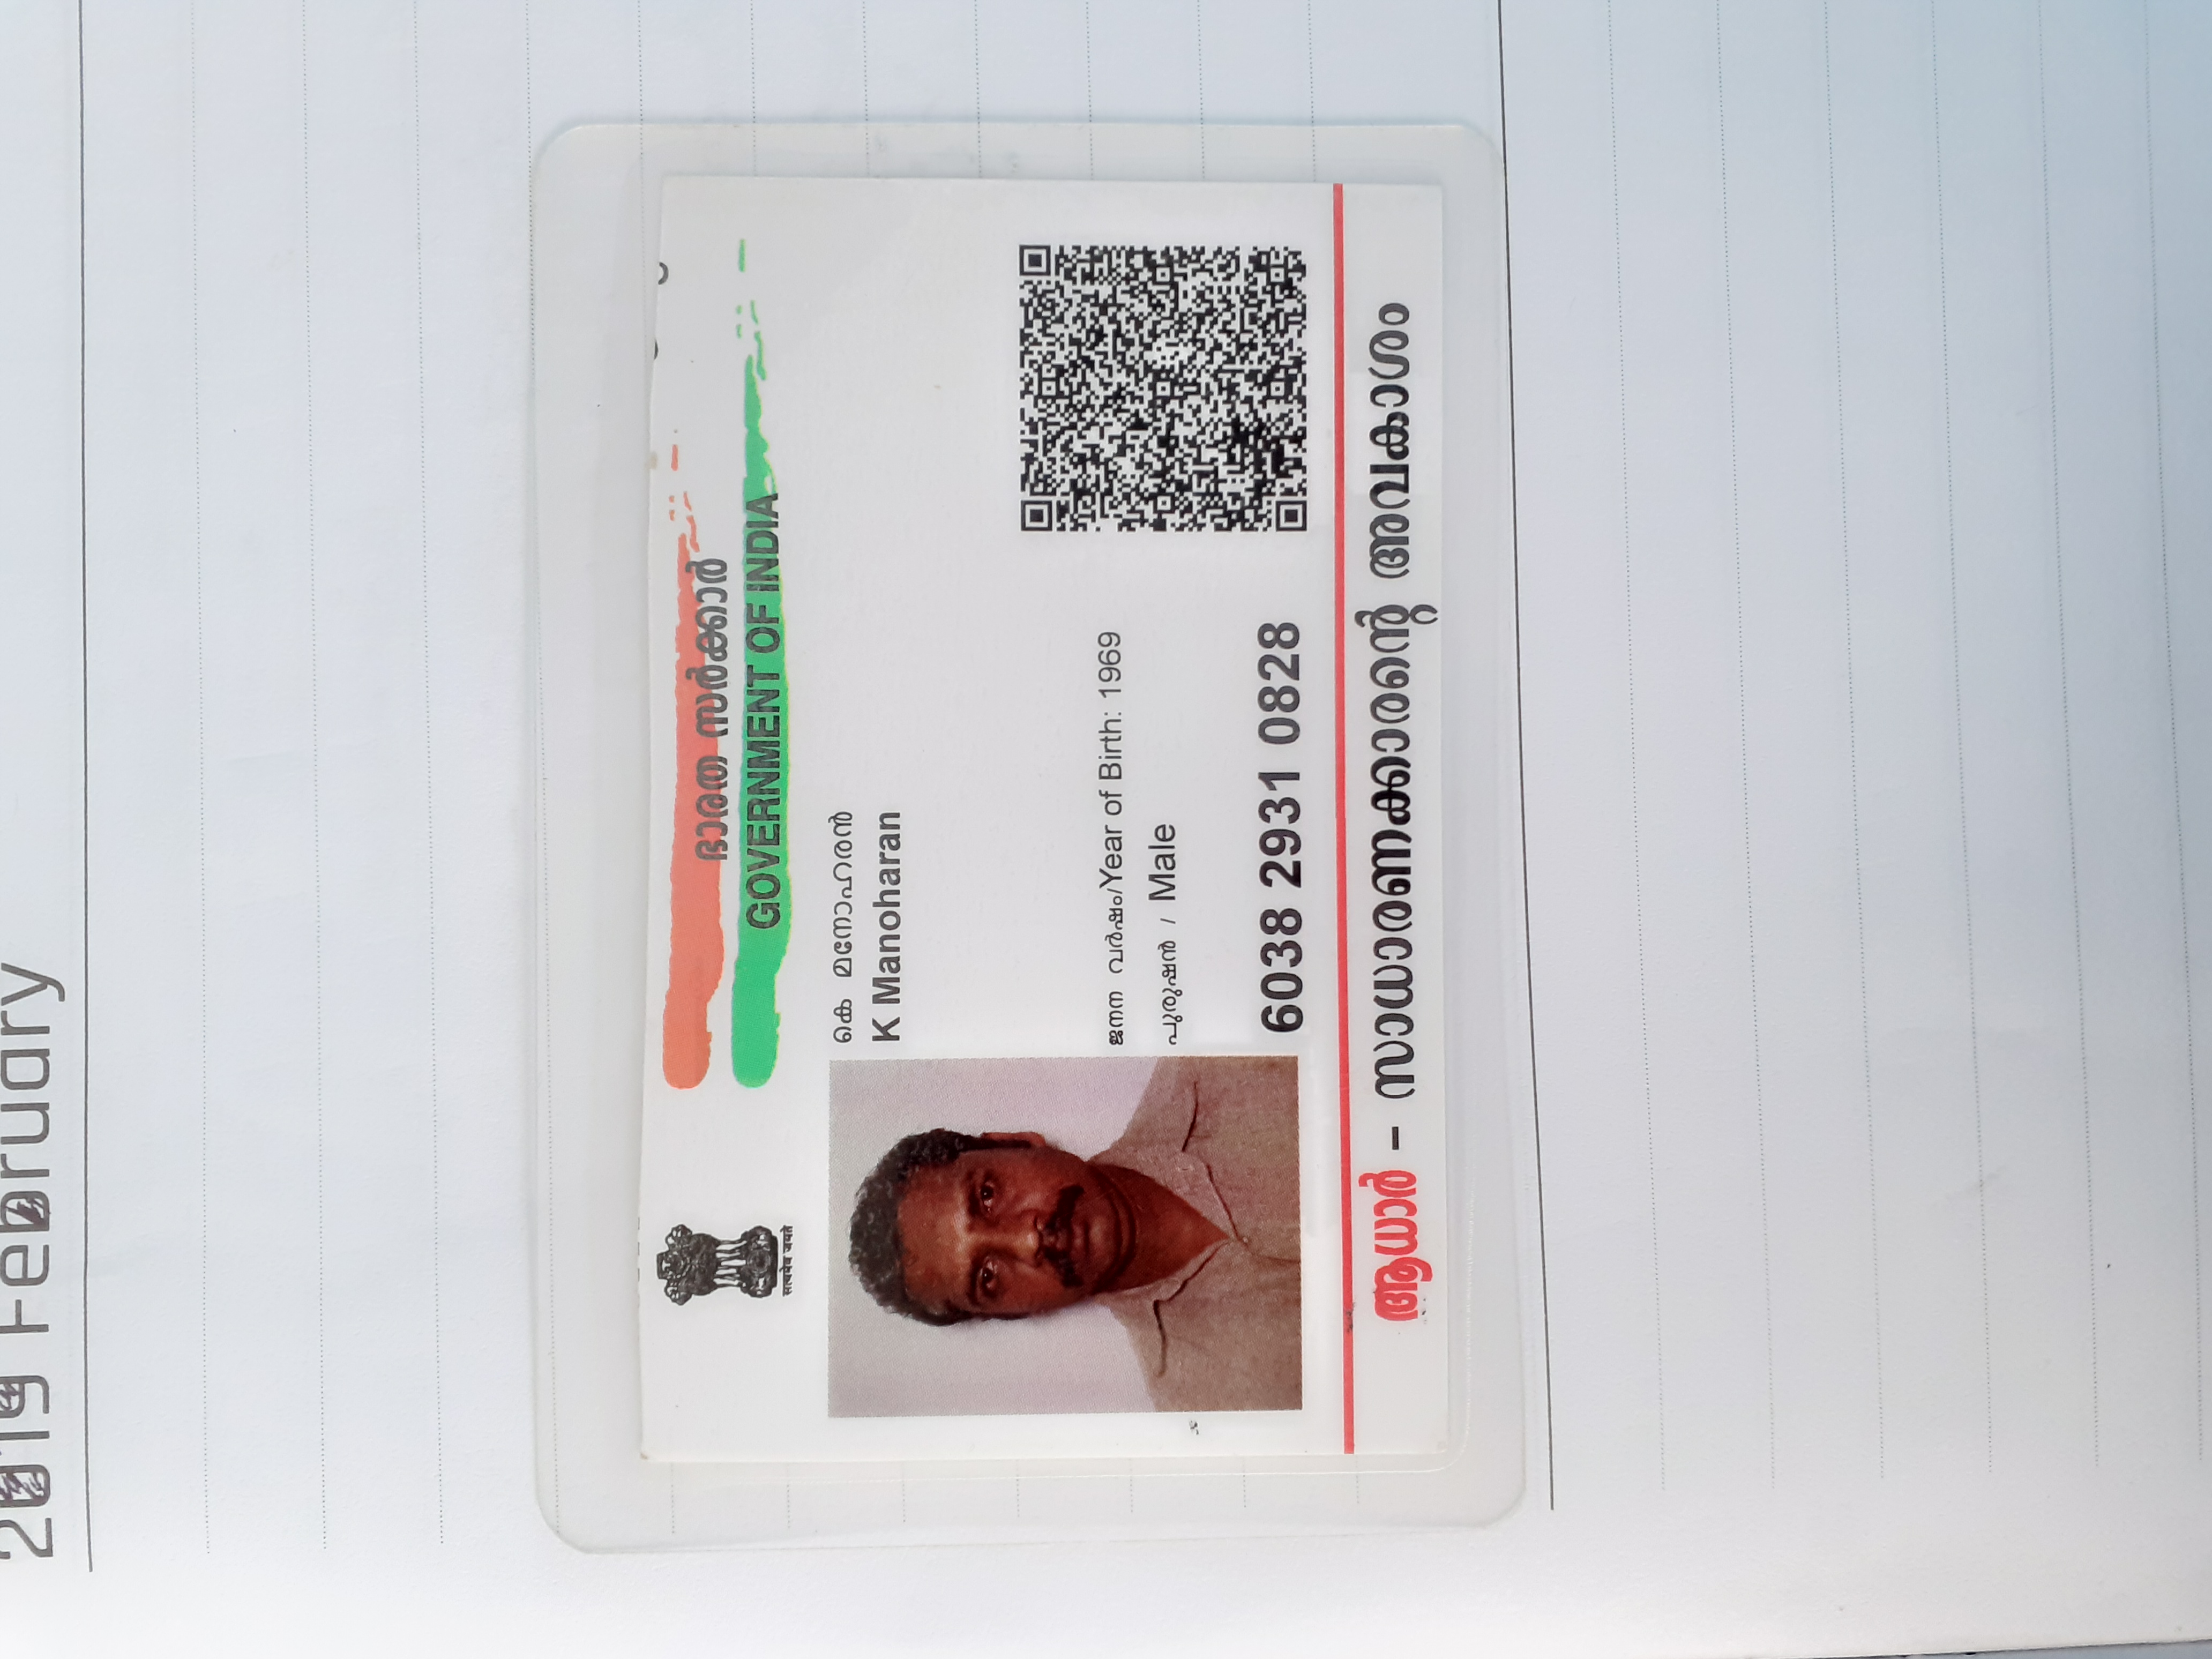 2019 February
सत्यमेव जयते
ഭാരത സർക്കാർ
GOVERNMENT OF INDIA
കെ മനോഹരൻ
K Manoharan
ജനന വർഷം/Year of Birth: 1969
പുരുഷൻ / Male
6038 2931 0828
ആധാർ – സാധാരണക്കാരന്റെ അവകാശം